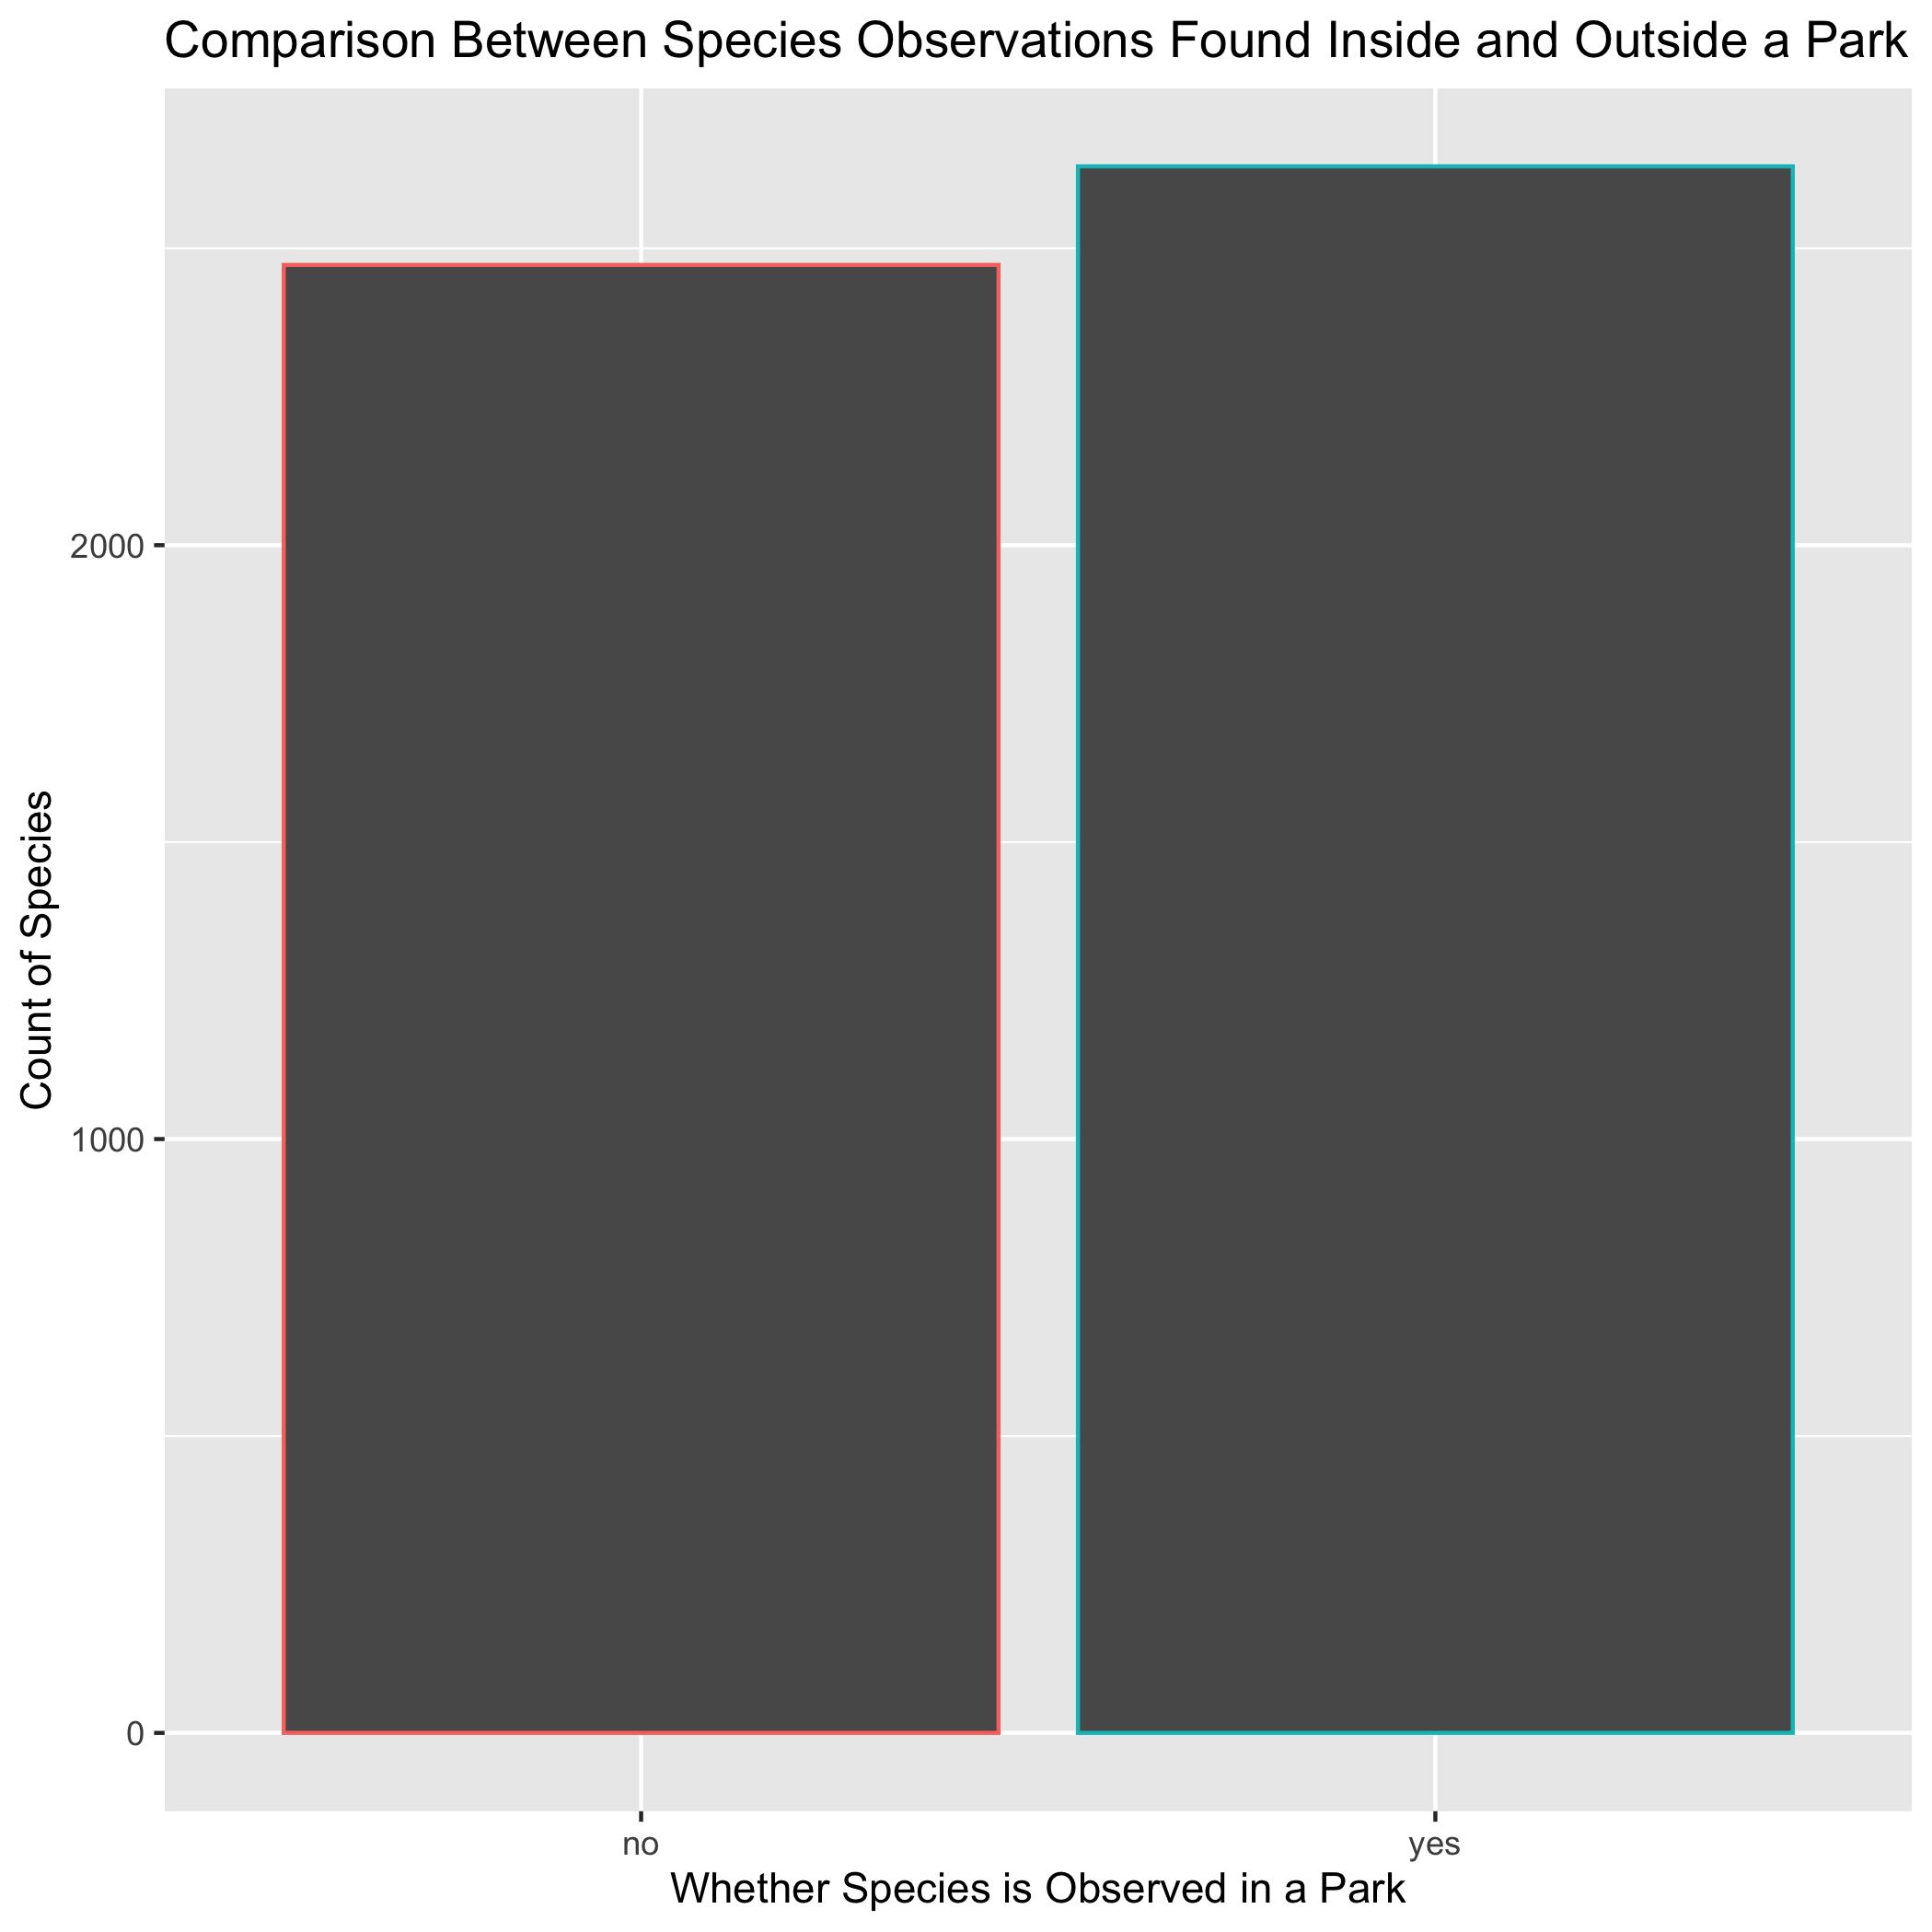 Comparison Between Species Observations Found Inside and Outside a Park
Count of Species
2000
1000
0
no yes
Whether Species is Observed in a Park